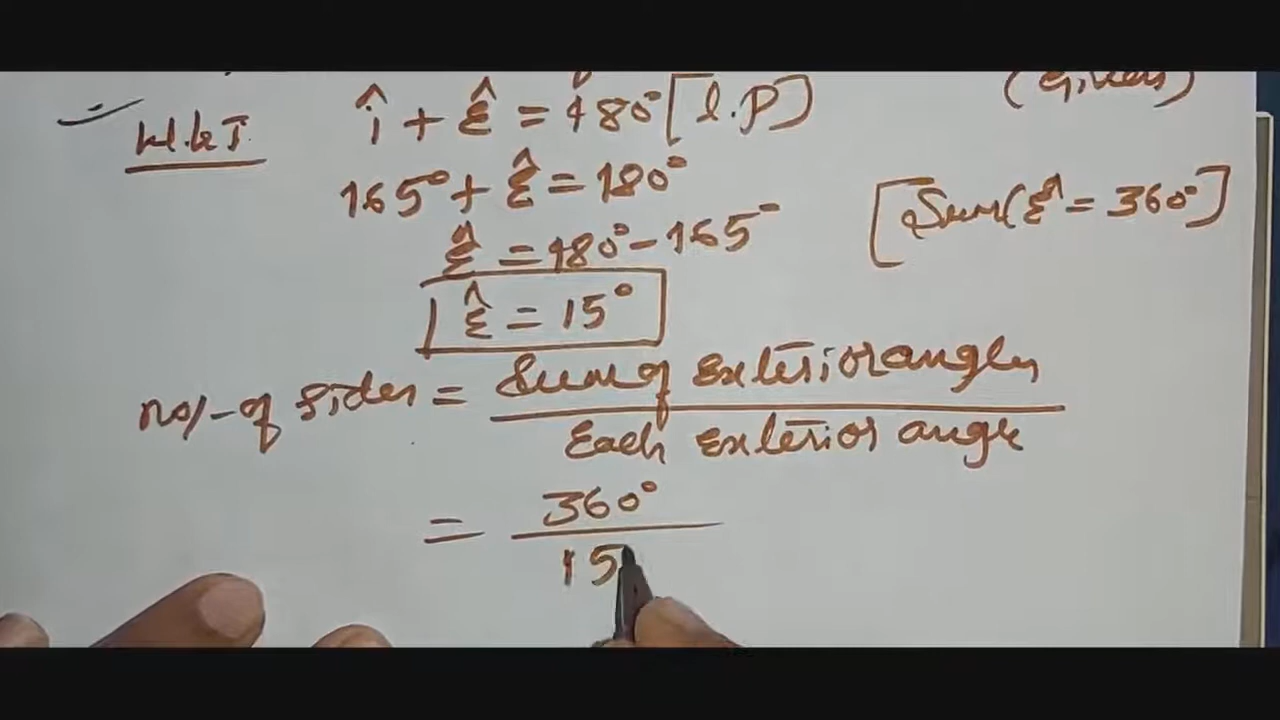 (Given)
W.K.T î + ε̂ = 180° [L.P]
165° + ε̂ = 180°
[Sum(ε̂ = 360°]
ε̂ = 180° - 165°
ε̂ = 15°
no/- of Sides = Sum of Exterior angles
Each Exterior angle
= 360°
15